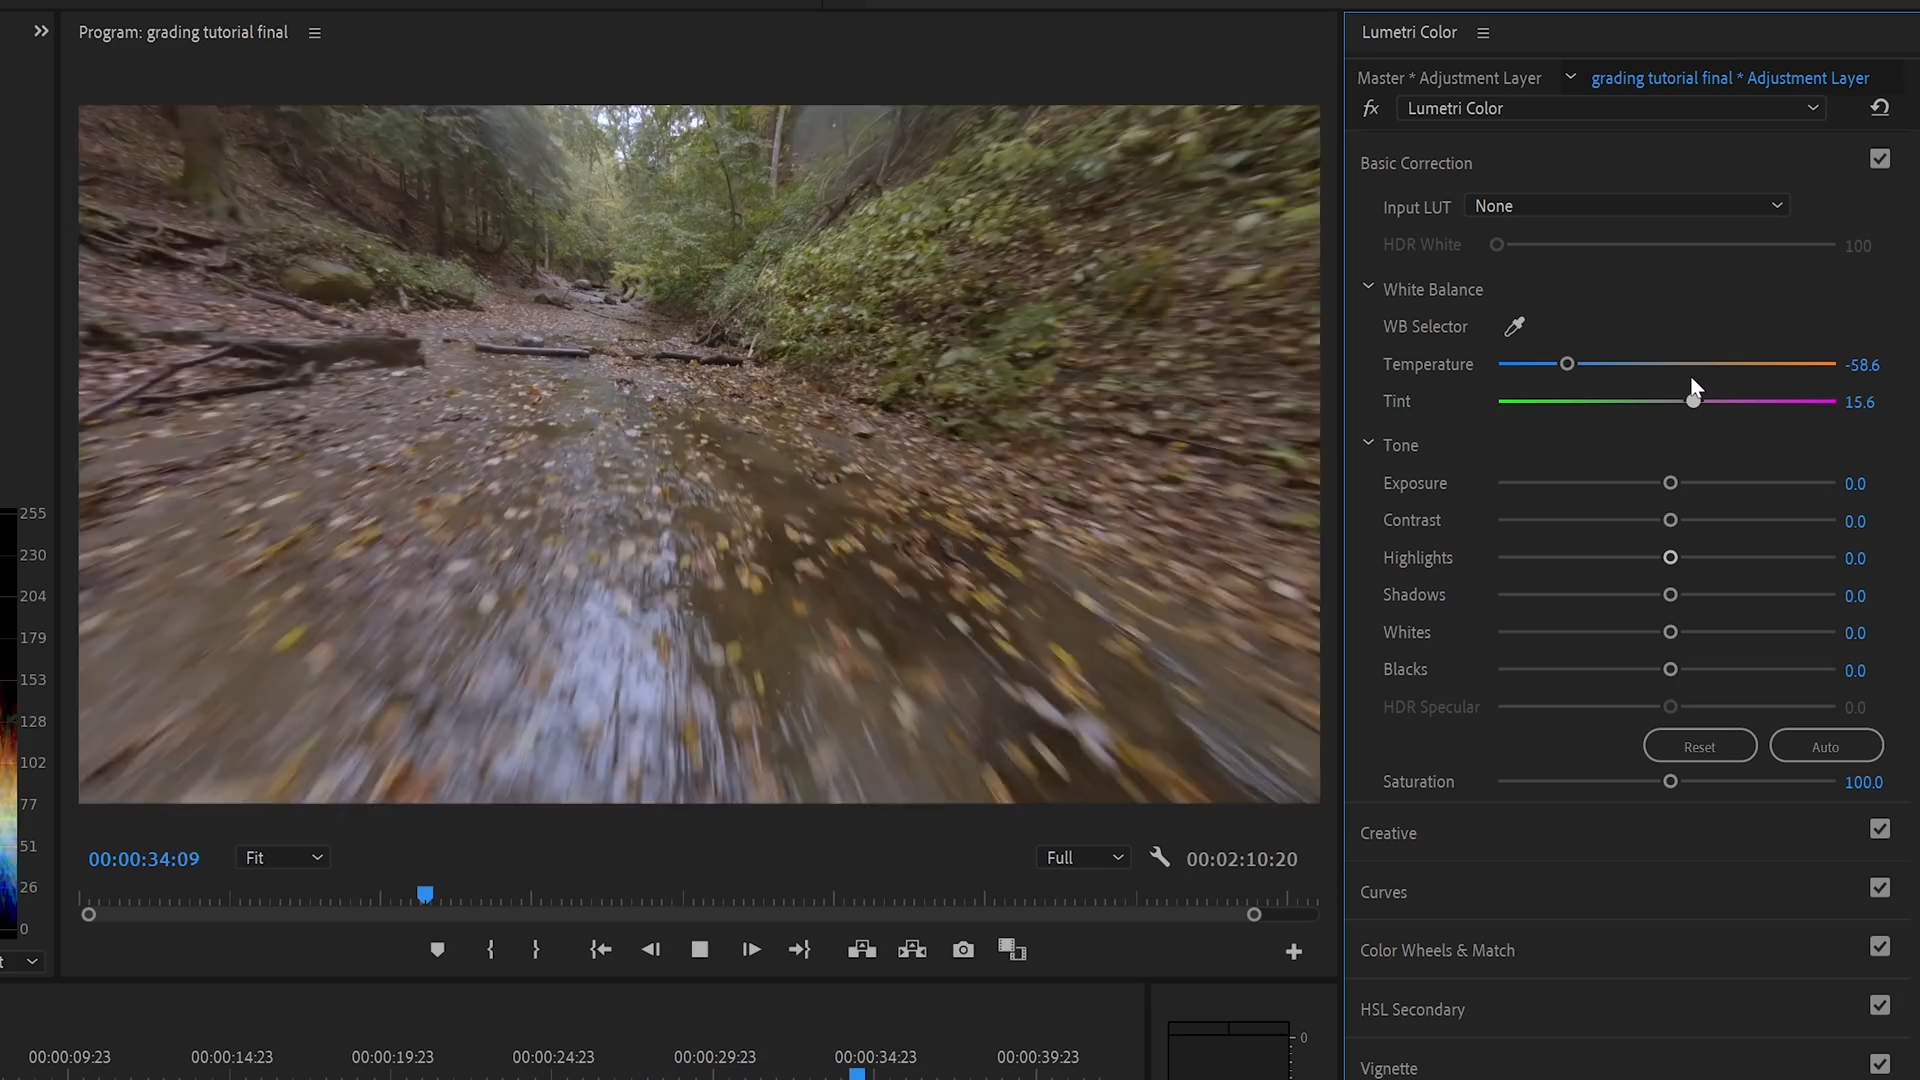 Program: grading tutorial final
Lumetri Color
Master * Adjustment Layer
grading tutorial final * Adjustment Layer
fx
Lumetri Color
Basic Correction
Input LUT
None
HDR White
100
White Balance
WB Selector
Temperature
-58.6
Tint
15.6
Tone
Exposure
0.0
Contrast
0.0
Highlights
0.0
Shadows
0.0
Whites
0.0
Blacks
0.0
HDR Specular
0.0
Reset
Auto
Saturation
100.0
Creative
Curves
Color Wheels & Match
HSL Secondary
Vignette
255
230
204
179
153
128
102
77
51
26
0
00:00:34:09
Fit
Full
00:02:10:20
00:00:09:23
00:00:14:23
00:00:19:23
00:00:24:23
00:00:29:23
00:00:34:23
00:00:39:23
0